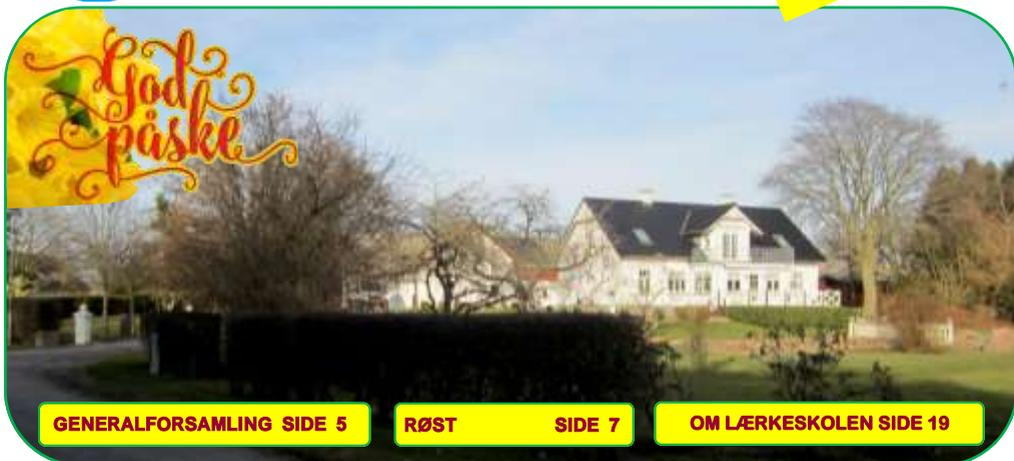 God
påske
GENERALFORSAMLING SIDE 5
RØST SIDE 7
OM LÆRKESKOLEN SIDE 19